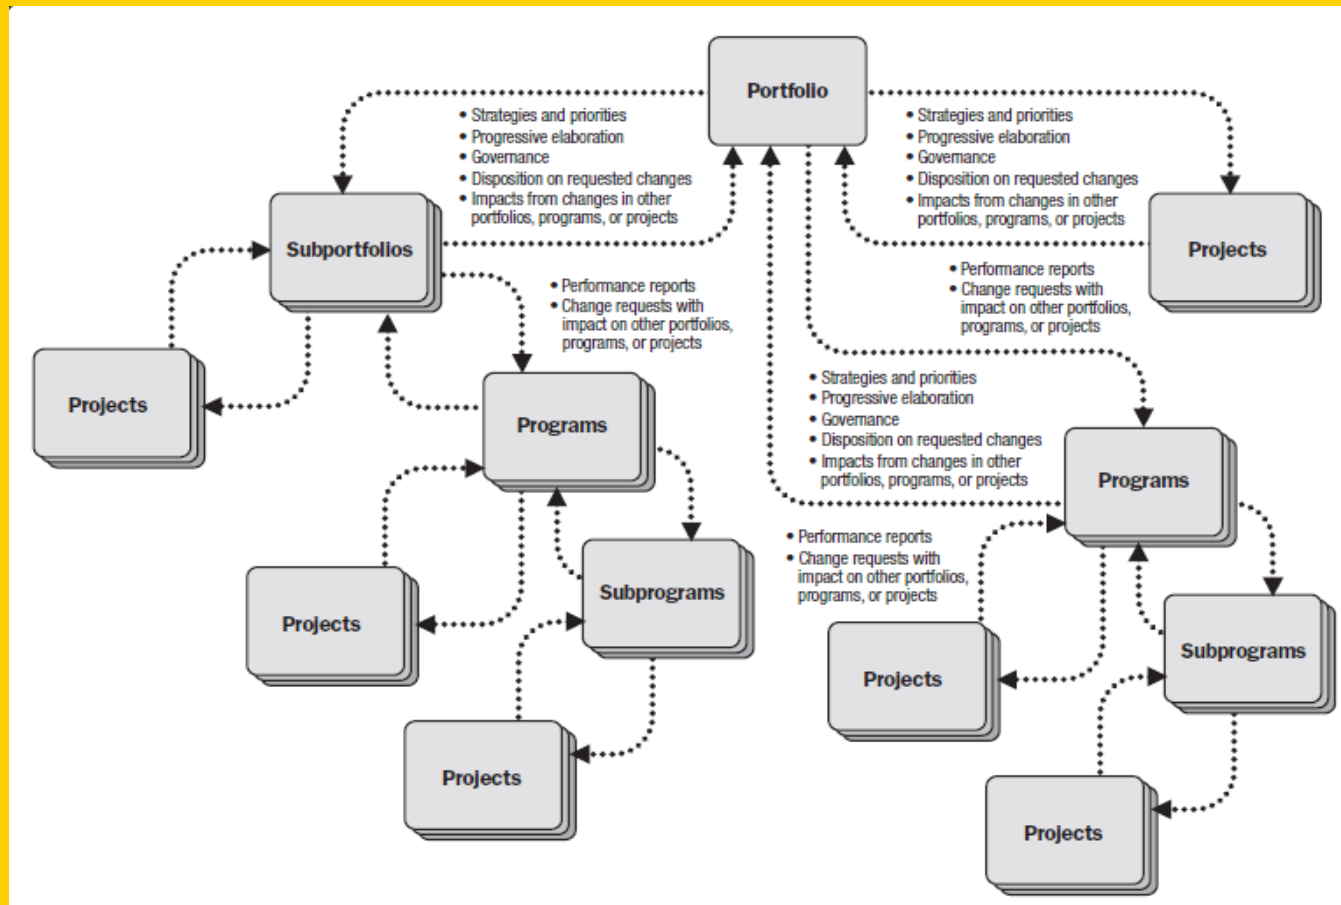 Portfolio
• Strategies and priorities
• Progressive elaboration
• Governance
• Disposition on requested changes
• Impacts from changes in other
portfolios, programs, or projects
• Strategies and priorities
• Progressive elaboration
• Governance
• Disposition on requested changes
• Impacts from changes in other
portfolios, programs, or projects
Subportfolios
Projects
• Performance reports
• Change requests with
impact on other portfolios,
programs, or projects
• Performance reports
• Change requests with
impact on other portfolios,
programs, or projects
Projects
Programs
• Strategies and priorities
• Progressive elaboration
• Governance
• Disposition on requested changes
• Impacts from changes in other
portfolios, programs, or projects
Programs
• Performance reports
• Change requests with
impact on other portfolios,
programs, or projects
Projects
Subprograms
Projects
Subprograms
Projects
Projects